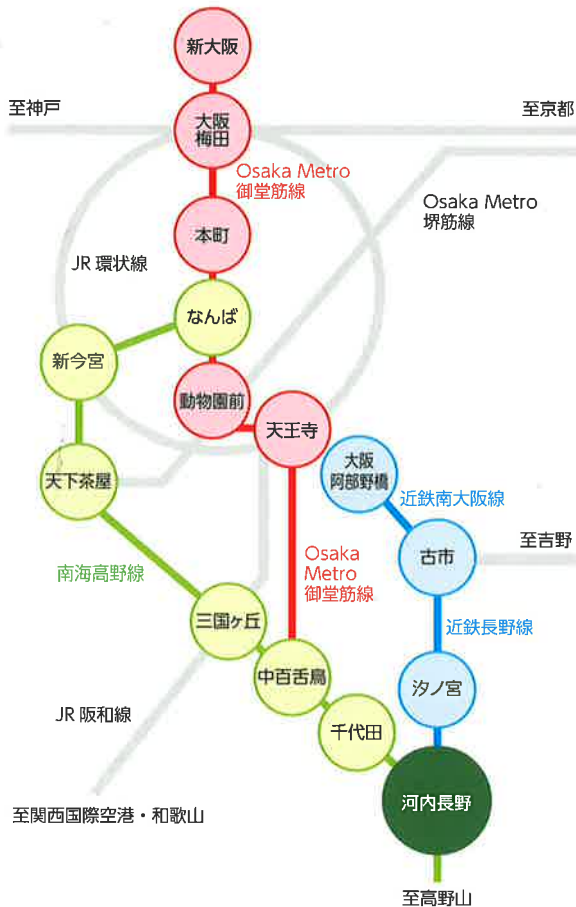 新大阪
至神戸
大阪
梅田
至京都
Osaka Metro
御堂筋線
Osaka Metro
堺筋線
本町
JR 環状線
なんば
新今宮
動物園前
天王寺
大阪
阿部野橋
天下茶屋
近鉄南大阪線
古市
至吉野
南海高野線
Osaka
Metro
御堂筋線
三国ヶ丘
近鉄長野線
中百舌鳥
汐ノ宮
JR 阪和線
千代田
河内長野
至関西国際空港・和歌山
至高野山